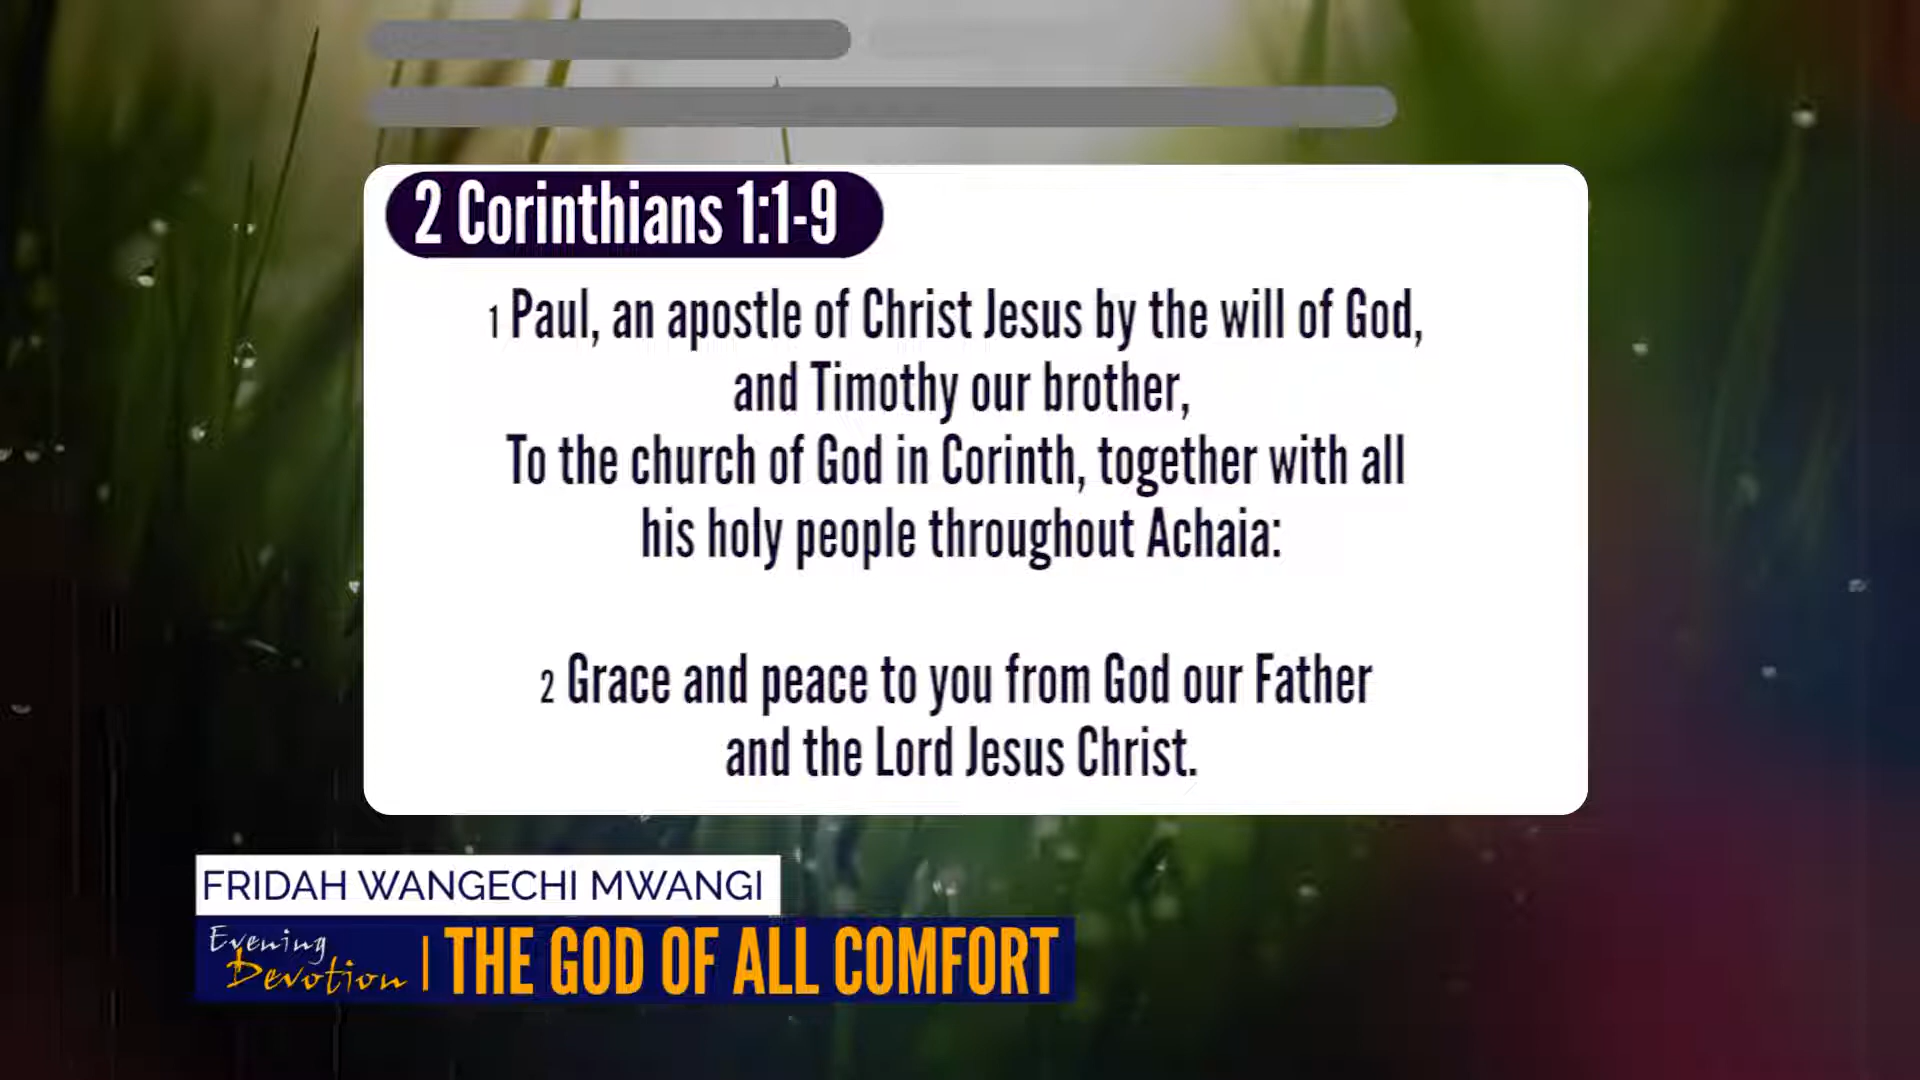 2 Corinthians 1:1-9
1 Paul, an apostle of Christ Jesus by the will of God,
and Timothy our brother,
To the church of God in Corinth, together with all
his holy people throughout Achaia:
2 Grace and peace to you from God our Father
and the Lord Jesus Christ.
FRIDAH WANGECHI MWANGI
Evening
Devotion
THE GOD OF ALL COMFORT